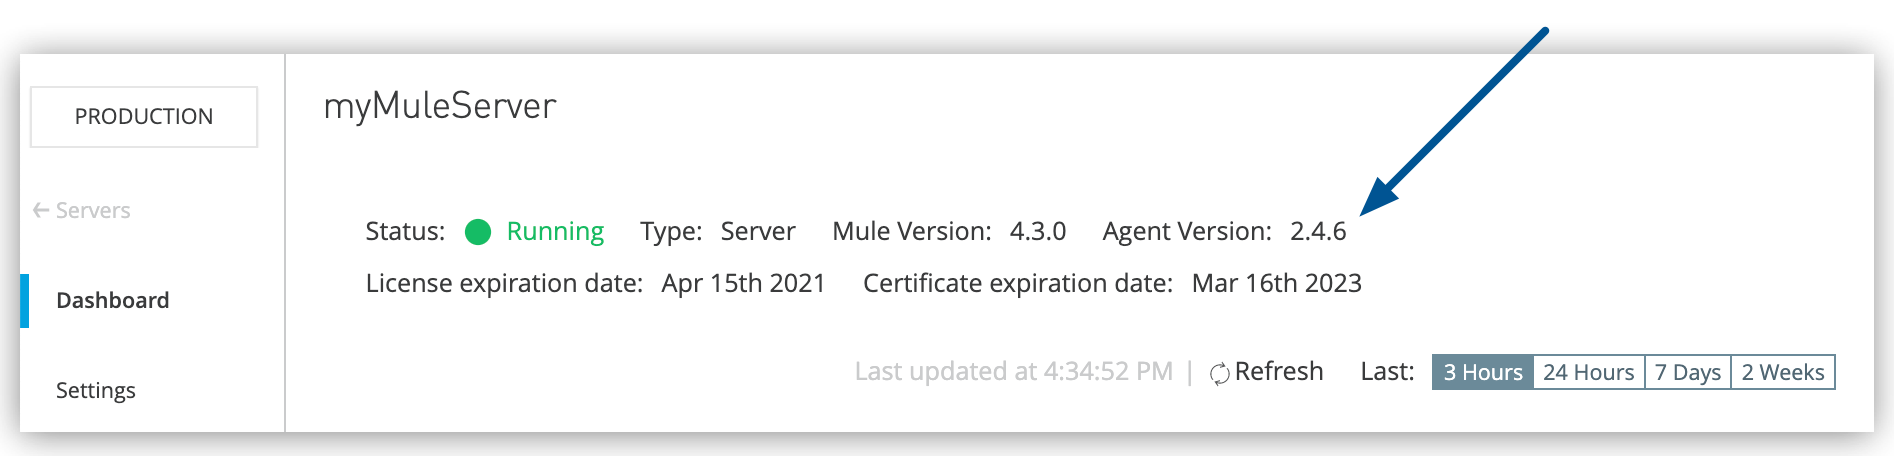 PRODUCTION
← Servers
Dashboard
Settings
myMuleServer
Status: Running Type: Server Mule Version: 4.3.0 Agent Version: 2.4.6
License expiration date: Apr 15th 2021 Certificate expiration date: Mar 16th 2023
Last updated at 4:34:52 PM | Refresh Last: 3 Hours 24 Hours 7 Days 2 Weeks